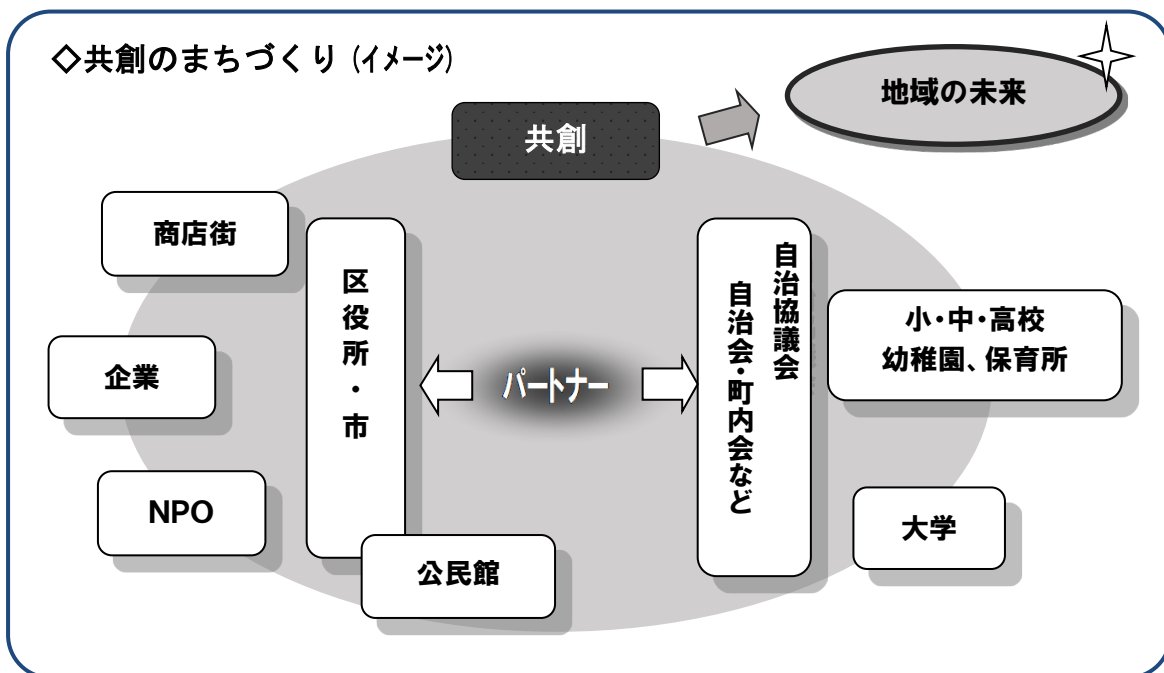 ◇共創のまちづくり（イメージ）
地域の未来
共創
商店街
区役所・市
自治協議会
自治会・町内会など
小・中・高校
幼稚園、保育所
企業
パートナー
NPO
大学
公民館